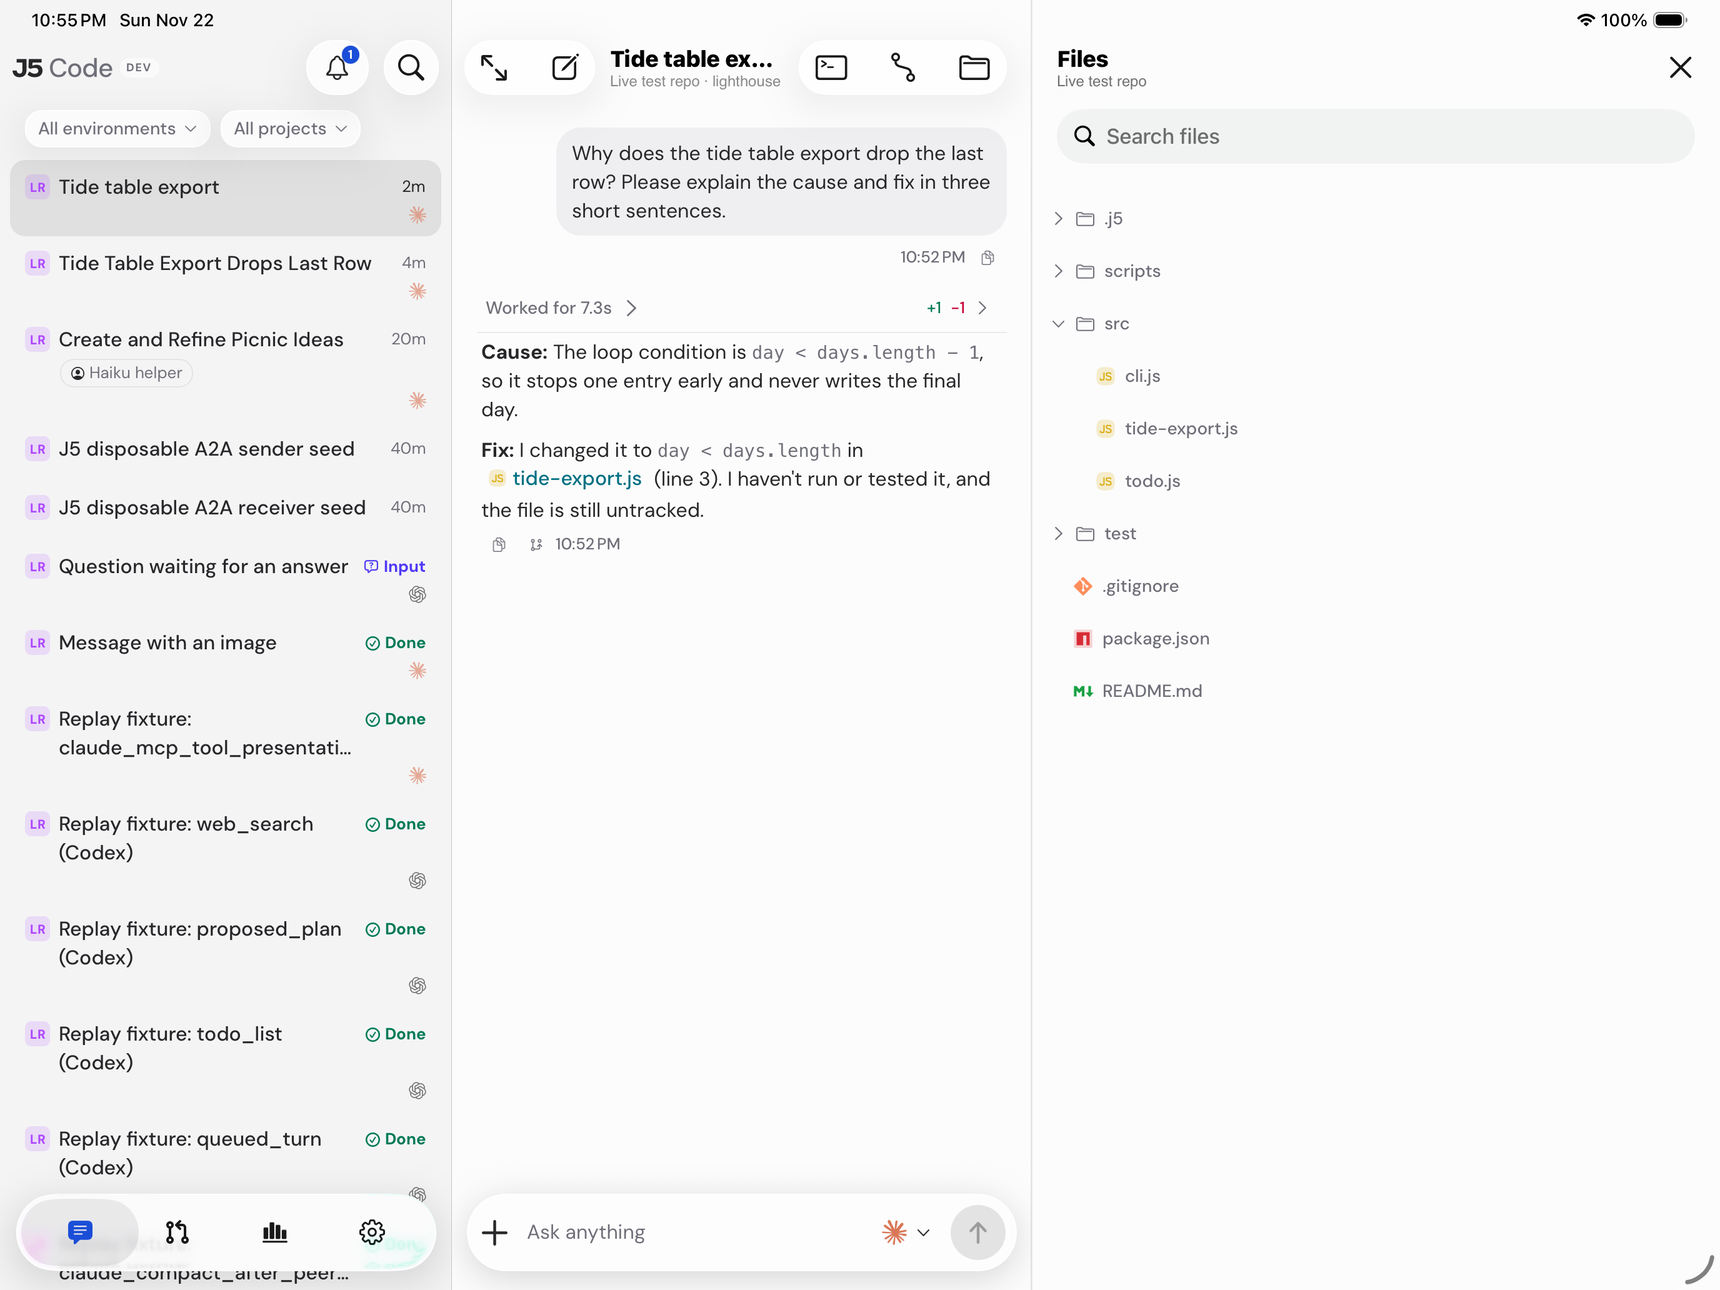 10:55 PM Sun Nov 22
100%
J5 Code DEV
1
All environments
All projects
LR Tide table export 2m
LR Tide Table Export Drops Last Row 4m
LR Create and Refine Picnic Ideas 20m
Haiku helper
LR J5 disposable A2A sender seed 40m
LR J5 disposable A2A receiver seed 40m
LR Question waiting for an answer Input
LR Message with an image Done
LR Replay fixture: Done
claude_mcp_tool_presentati...
LR Replay fixture: web_search Done
(Codex)
LR Replay fixture: proposed_plan Done
(Codex)
LR Replay fixture: todo_list Done
(Codex)
LR Replay fixture: queued_turn Done
(Codex)
claude_compact_after_peer...
Tide table ex...
Live test repo · lighthouse
Why does the tide table export drop the last
row? Please explain the cause and fix in three
short sentences.
10:52 PM
Worked for 7.3s +1 -1
Cause: The loop condition is day < days.length - 1,
so it stops one entry early and never writes the final
day.
Fix: I changed it to day < days.length in
JS tide-export.js (line 3). I haven't run or tested it, and
the file is still untracked.
10:52 PM
Ask anything
Files
Live test repo
Search files
.j5
scripts
src
JS cli.js
JS tide-export.js
JS todo.js
test
.gitignore
package.json
M↓ README.md